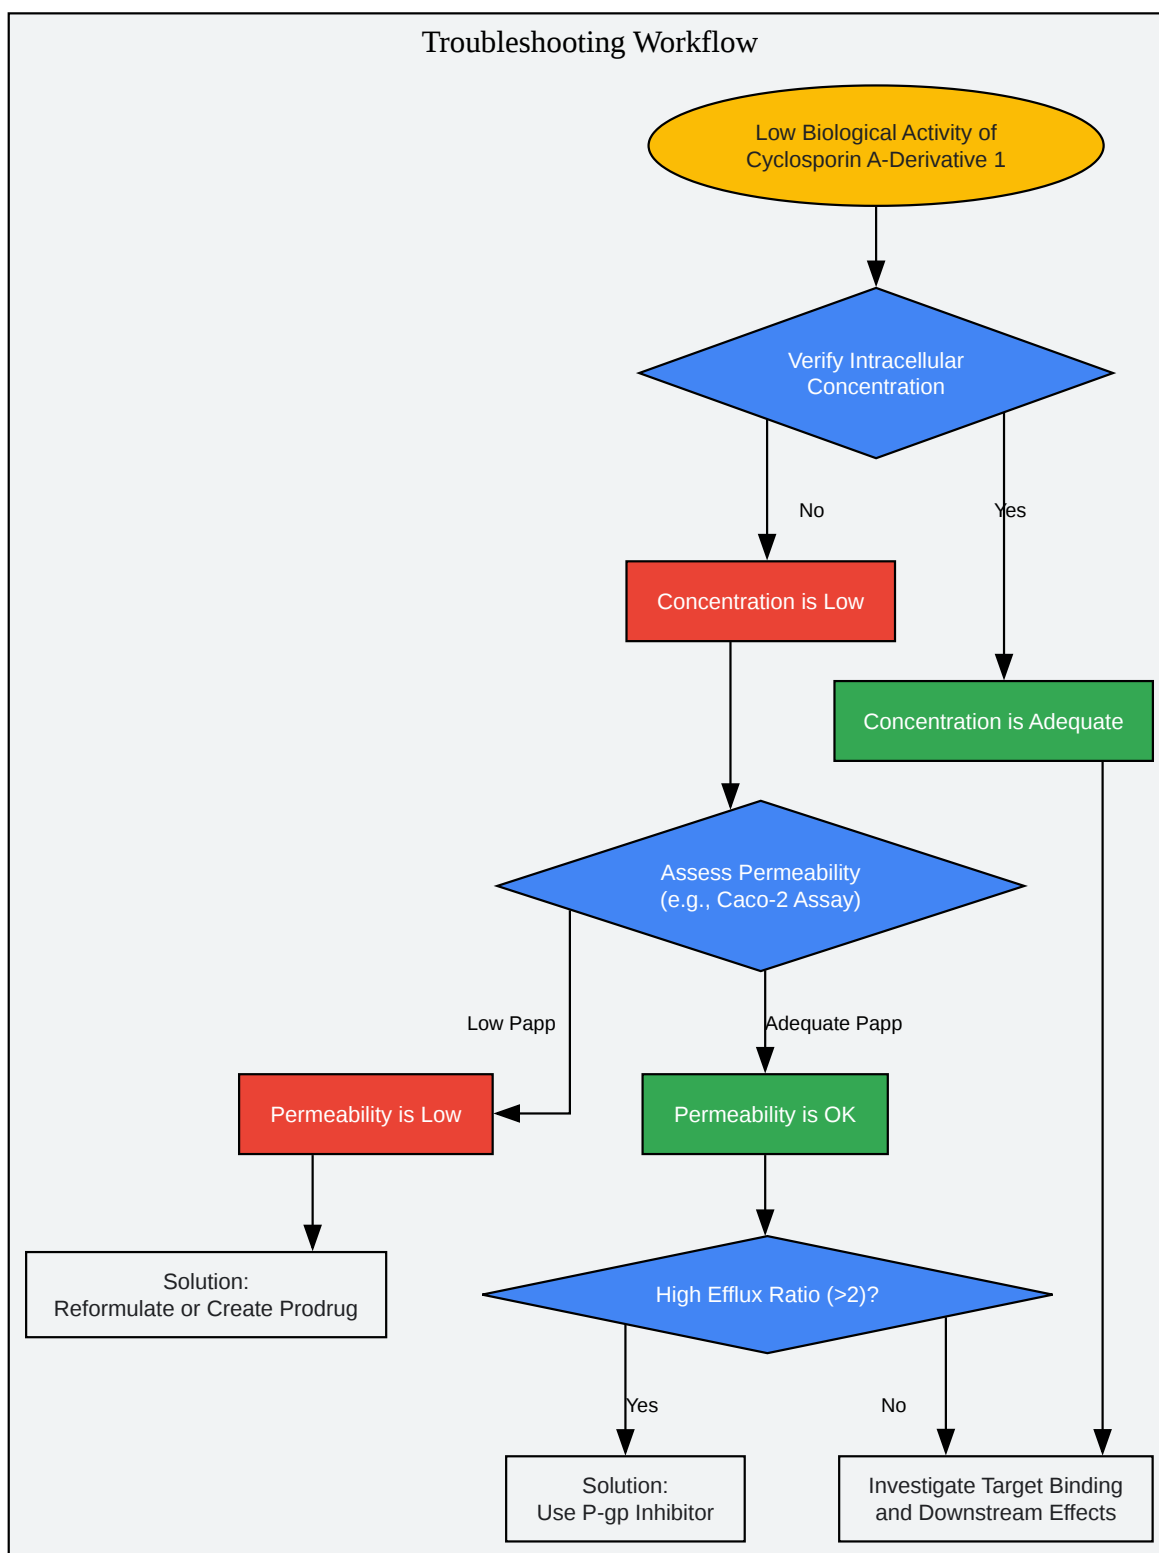 Troubleshooting Workflow
Low Biological Activity of
Cyclosporin A-Derivative 1
Verify Intracellular
Concentration
No
Yes
Concentration is Low
Concentration is Adequate
Assess Permeability
(e.g., Caco-2 Assay)
Low Papp
Adequate Papp
Permeability is Low
Permeability is OK
Solution:
Reformulate or Create Prodrug
High Efflux Ratio (>2)?
Yes
No
Solution:
Use P-gp Inhibitor
Investigate Target Binding
and Downstream Effects